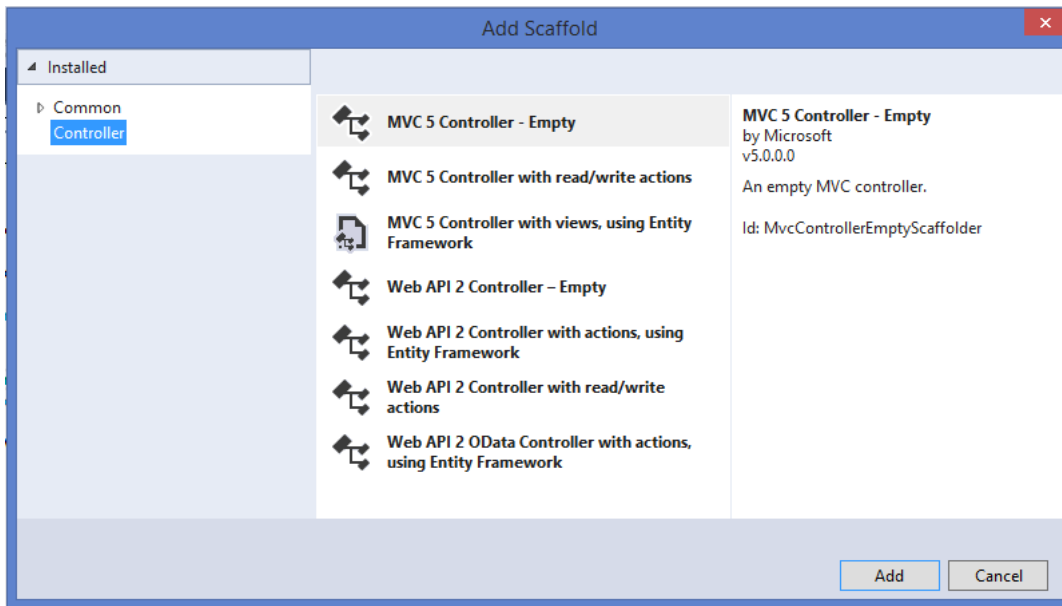 Add Scaffold
Installed
Common
Controller
MVC 5 Controller - Empty
MVC 5 Controller with read/write actions
MVC 5 Controller with views, using Entity
Framework
Web API 2 Controller – Empty
Web API 2 Controller with actions, using
Entity Framework
Web API 2 Controller with read/write
actions
Web API 2 OData Controller with actions,
using Entity Framework
MVC 5 Controller - Empty
by Microsoft
v5.0.0.0
An empty MVC controller.
Id: MvcControllerEmptyScaffolder
Add
Cancel